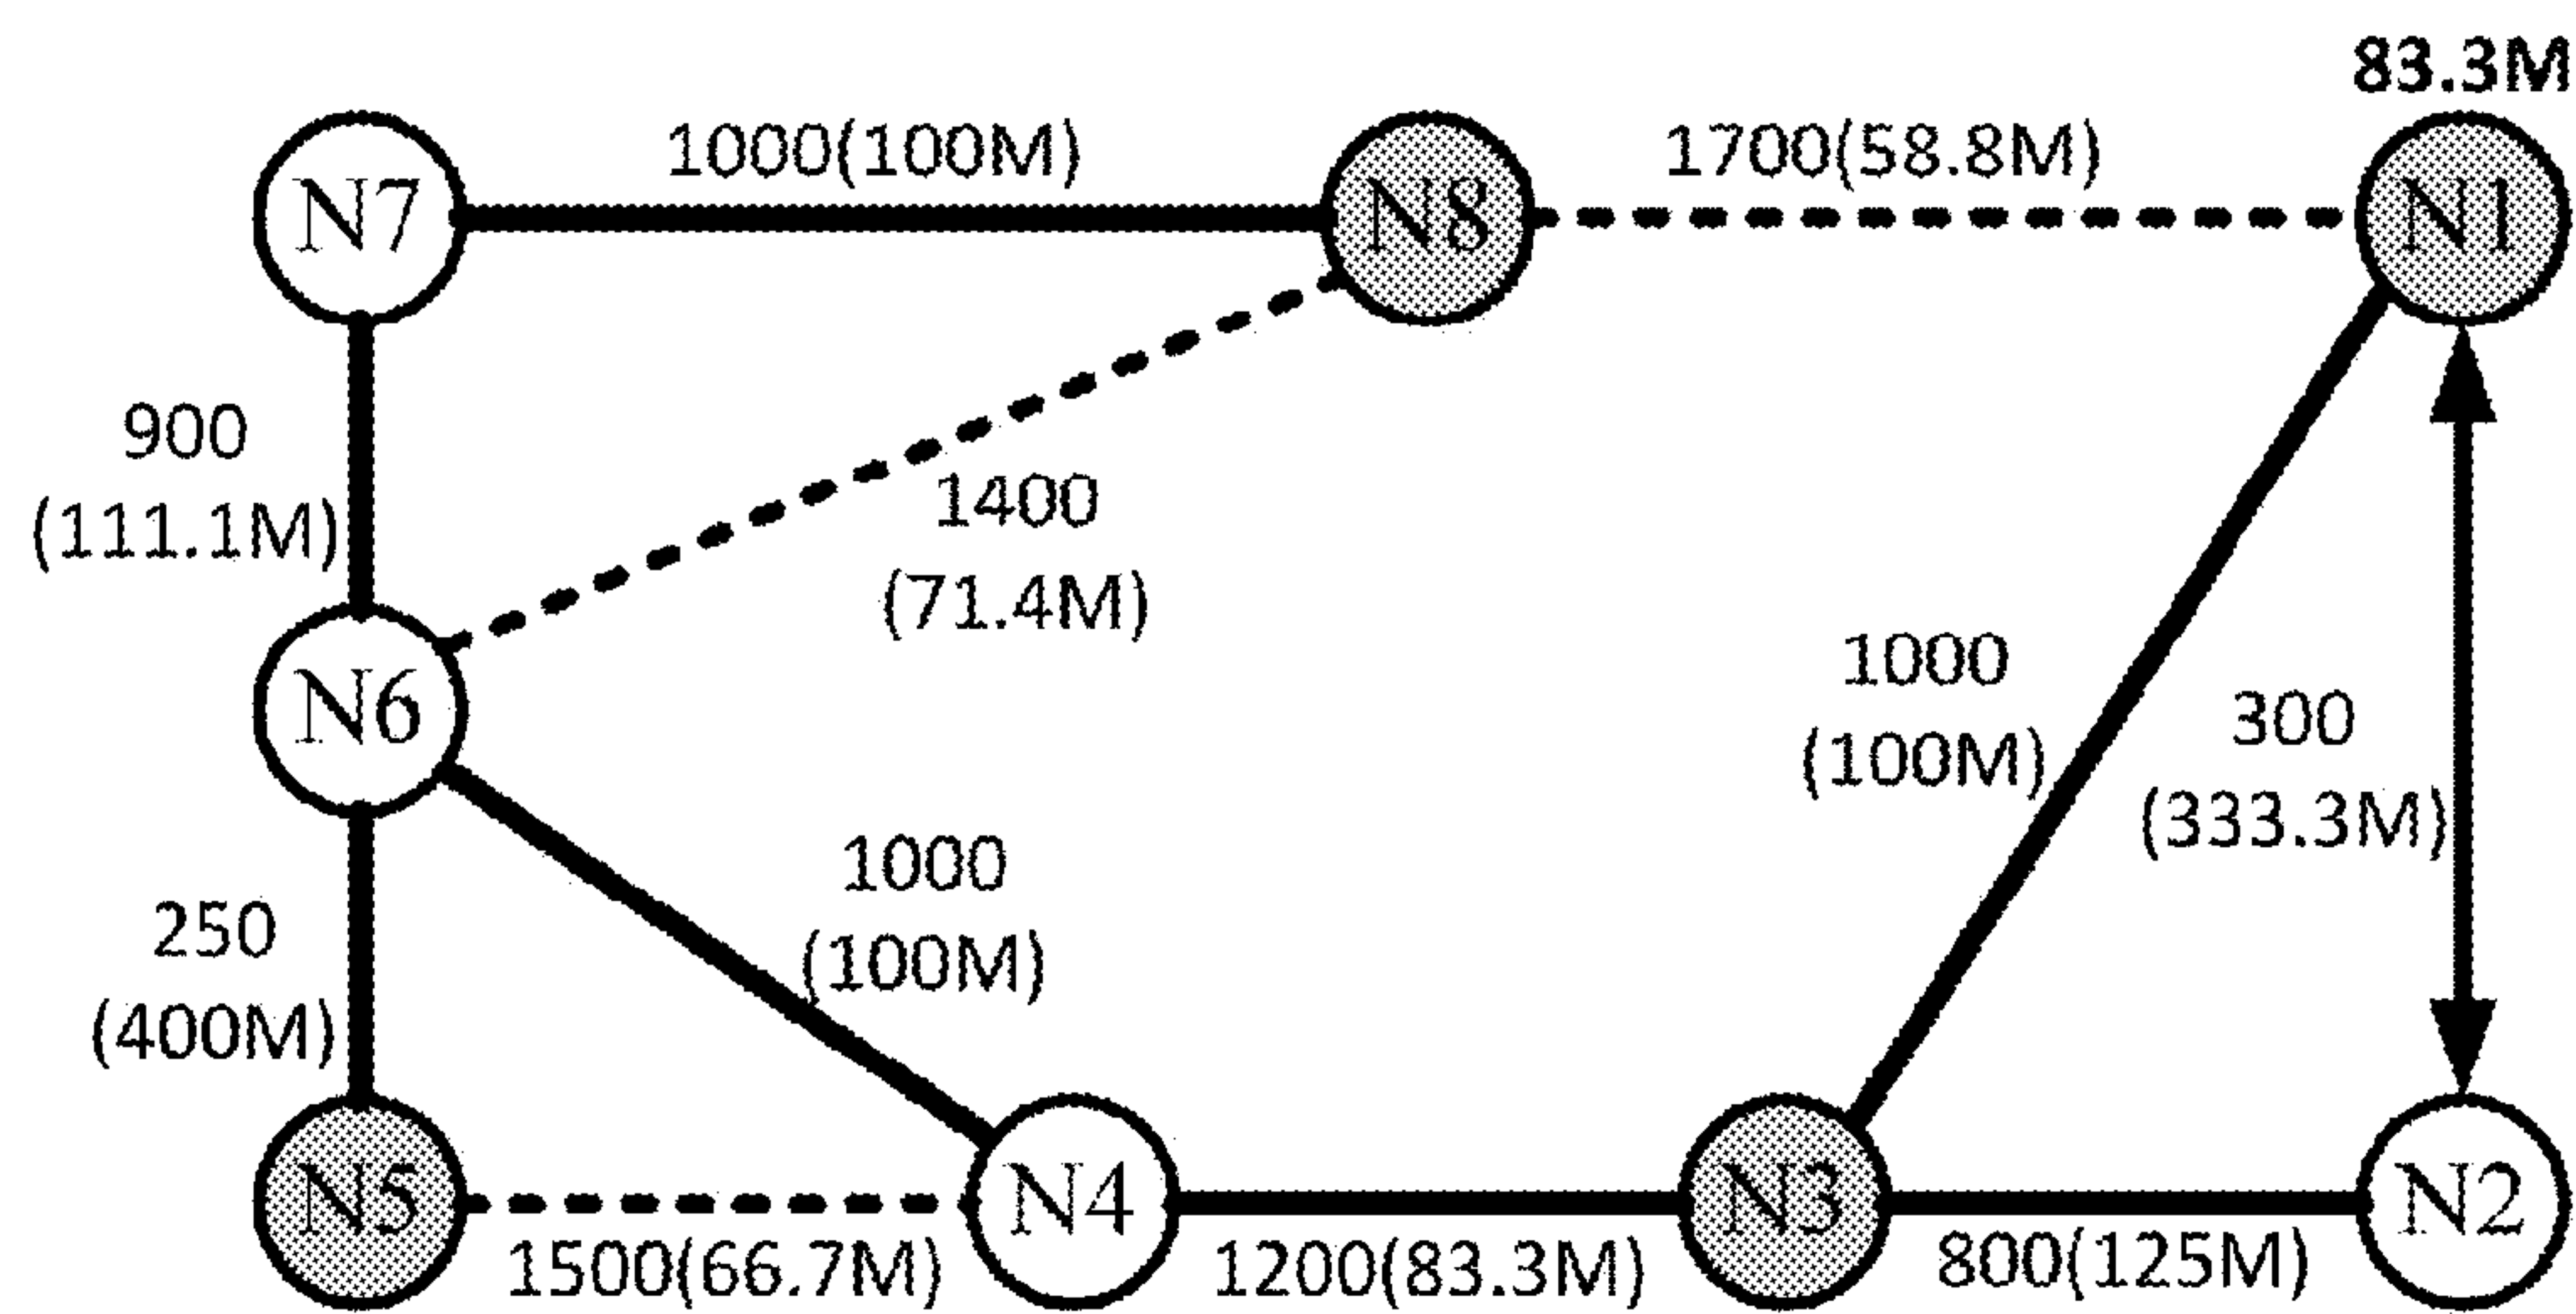 83.3M
1000(100M)
1700(58.8M)
N7
N8
N1
900
(111.1M)
1400
(71.4M)
1000
(100M)
300
(333.3M)
N6
1000
(100M)
250
(400M)
N5
N4
N3
N2
1500(66.7M)
1200(83.3M)
800(125M)